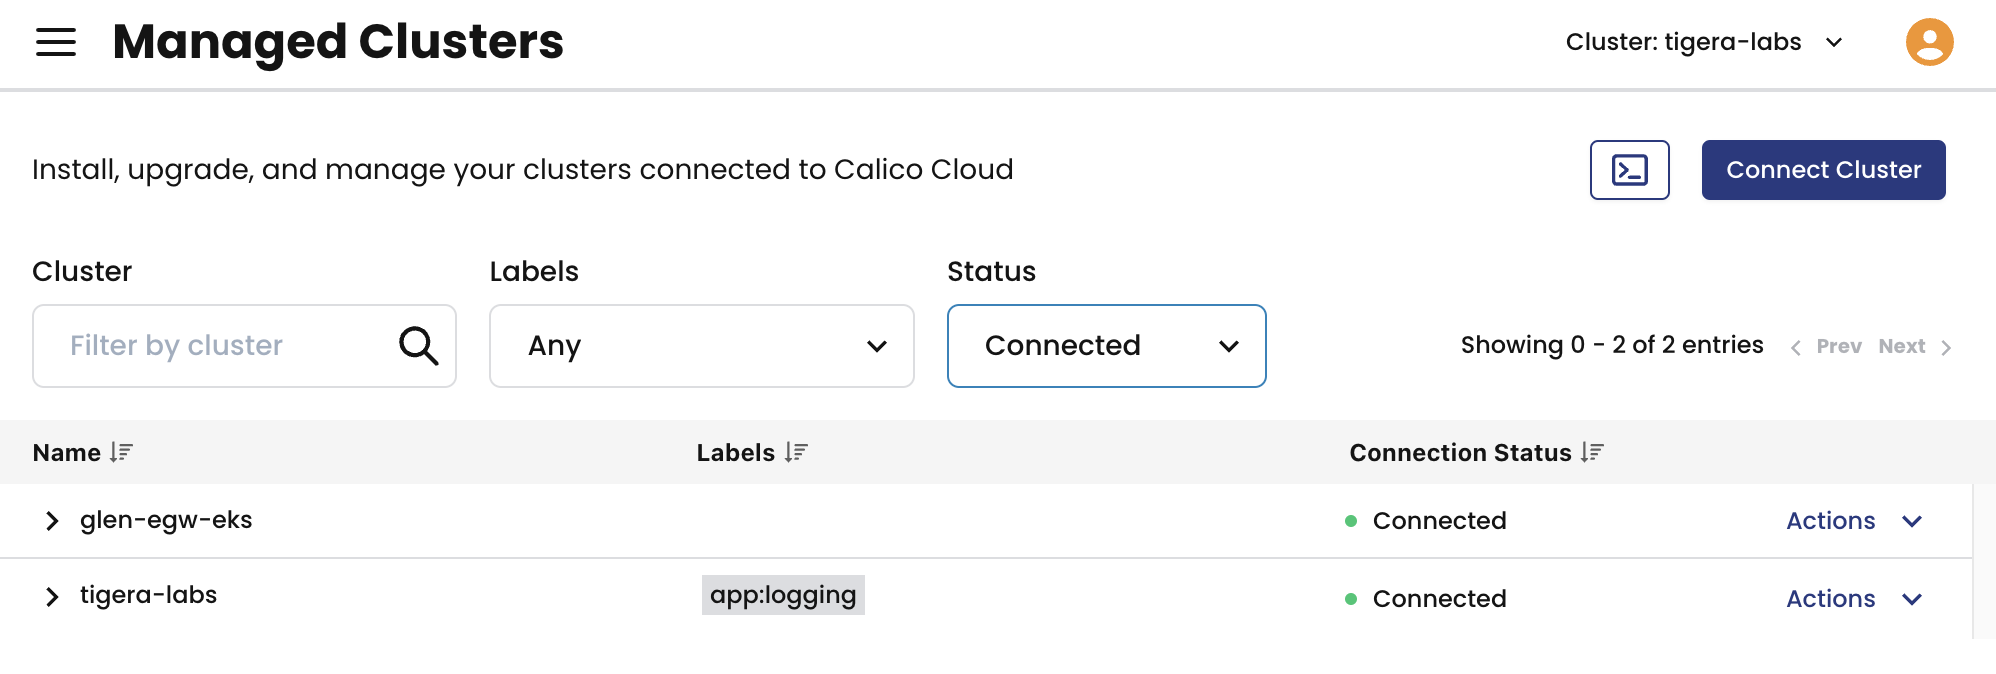 Managed Clusters
Cluster: tigera-labs
Install, upgrade, and manage your clusters connected to Calico Cloud
Connect Cluster
Cluster
Labels
Status
Filter by cluster
Any
Connected
Showing 0 - 2 of 2 entries
Prev
Next
Name
Labels
Connection Status
glen-egw-eks
Connected
Actions
tigera-labs
app:logging
Connected
Actions